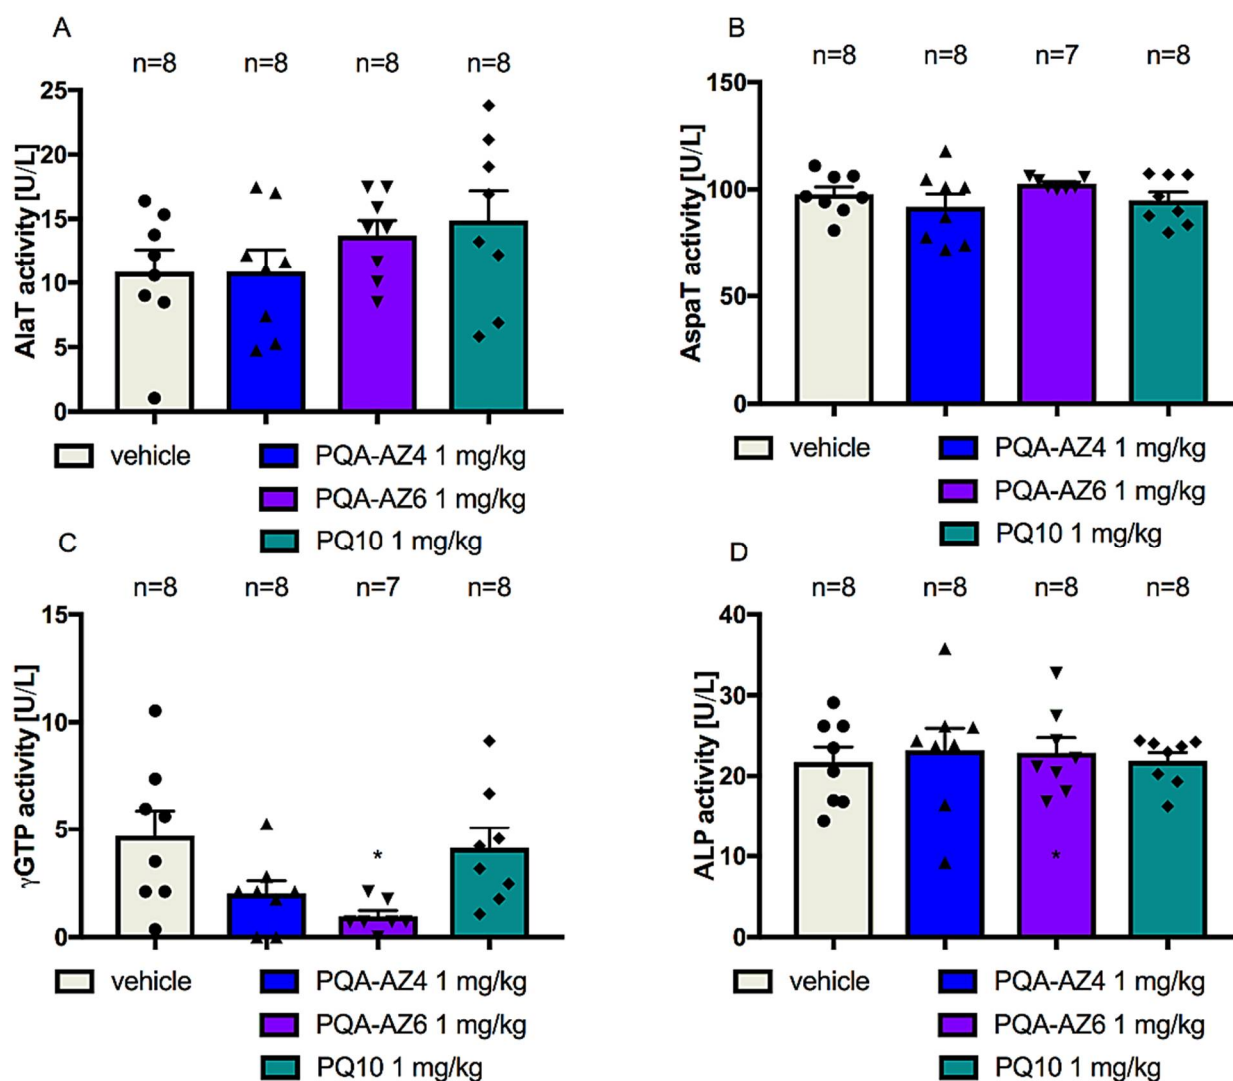 A
n=8 n=8 n=8 n=8
25
20
15
10
5
0
AlaT activity [U/L]
vehicle
PQA-AZ4 1 mg/kg
PQA-AZ6 1 mg/kg
PQ10 1 mg/kg
B
n=8 n=8 n=7 n=8
150
100
50
0
AspaT activity [U/L]
vehicle
PQA-AZ4 1 mg/kg
PQA-AZ6 1 mg/kg
PQ10 1 mg/kg
C
n=8 n=8 n=7 n=8
15
10
5
0
γGTP activity [U/L]
*
vehicle
PQA-AZ4 1 mg/kg
PQA-AZ6 1 mg/kg
PQ10 1 mg/kg
D
n=8 n=8 n=8 n=8
40
30
20
10
0
ALP activity [U/L]
*
vehicle
PQA-AZ4 1 mg/kg
PQA-AZ6 1 mg/kg
PQ10 1 mg/kg